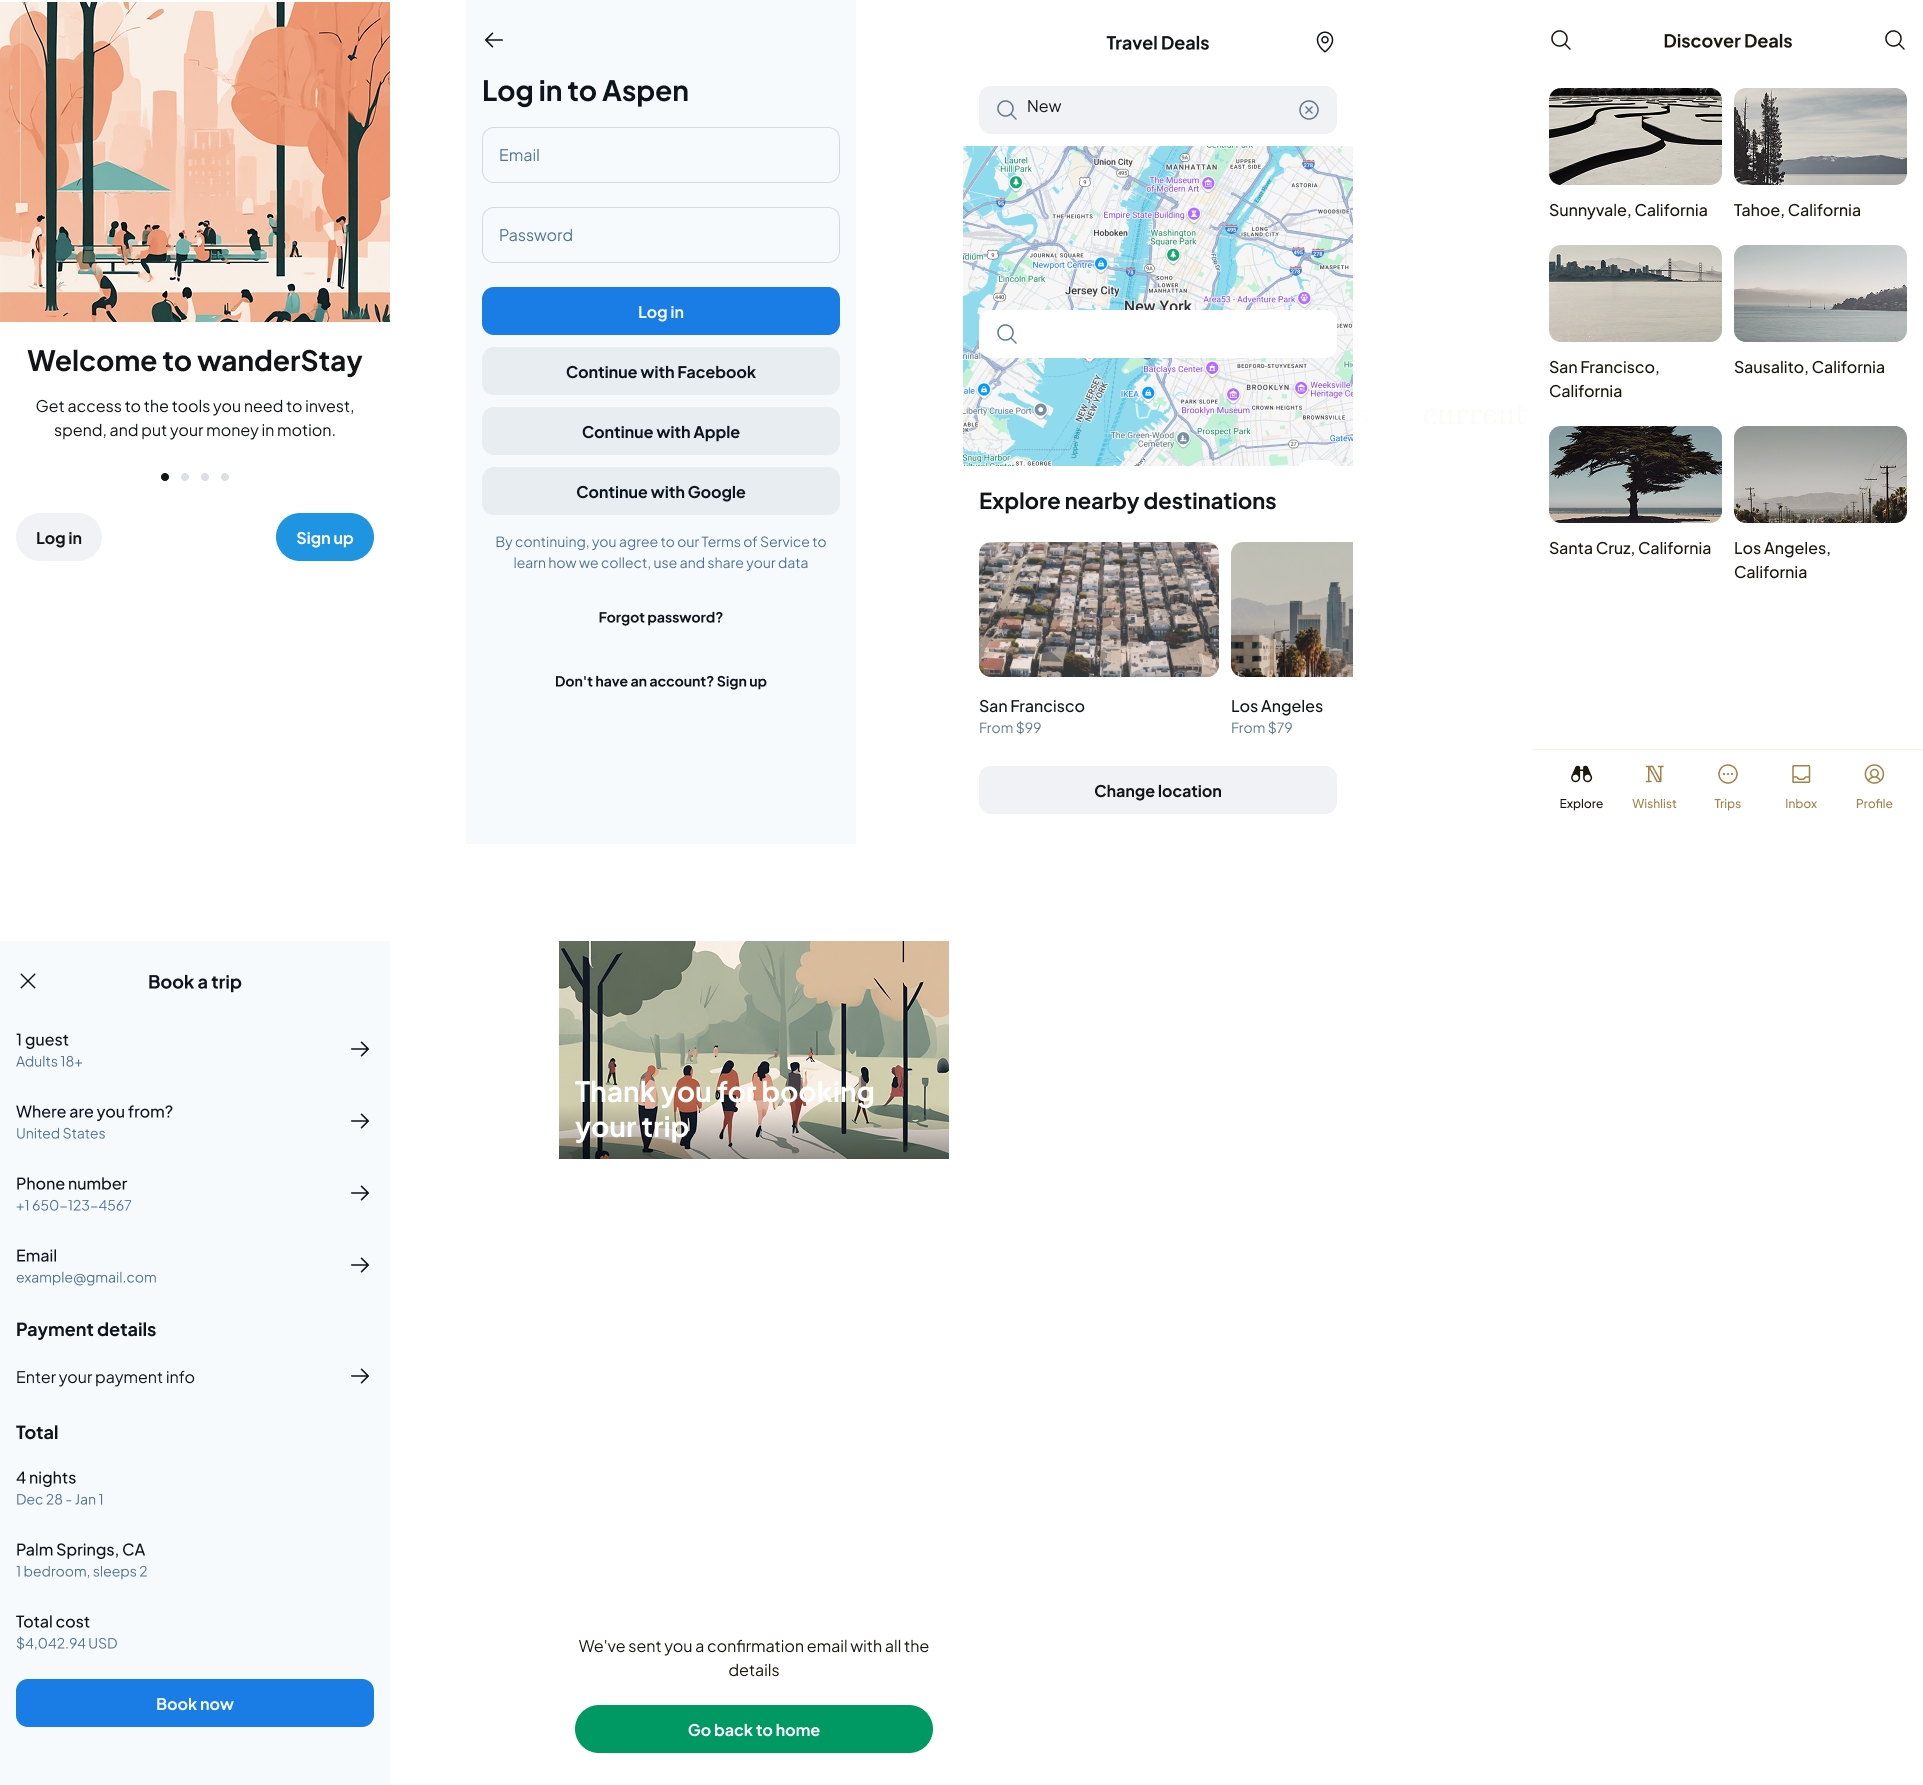 Welcome to wanderStay
Get access to the tools you need to invest,
spend, and put your money in motion.
Log in
Sign up
Log in to Aspen
Email
Password
Log in
Continue with Facebook
Continue with Apple
Continue with Google
By continuing, you agree to our Terms of Service to
learn how we collect, use and share your data
Forgot password?
Don't have an account? Sign up
Travel Deals
New
Laurel
Hill Park
Union City
MANHATTAN
UPPER
EAST SIDE
The Museum
of Modern Art
ASTORIA
THE HEIGHTS
Empire State Building
WOODSIDE
Hoboken
Washington
Square Park
LONG
ISLAND CITY
JOURNAL SQUARE
Newport Centre
MASPETH
Lincoln Park
SOHO
LOWER
MANHATTAN
Jersey City
Area53 - Adventure Park
New York
Barclays Center
BEDFORD-STUYVESANT
IKEA
BROOKLYN
Weeksville
Heritage Ce
NEW JERSEY
NEW YORK
PARK SLOPE
Brooklyn Museum
CROWN HEIGHTS
Liberty Cruise Port
BROWNSVILLE
Prospect Park
The Green-Wood
Cemetery
Upper Bay
Gatew
Snug Harbor
ST. GEORGE
Explore nearby destinations
San Francisco
From $99
Los Angeles
From $79
Change location
current
Discover Deals
Sunnyvale, California
Tahoe, California
San Francisco,
California
Sausalito, California
Santa Cruz, California
Los Angeles,
California
Explore
Wishlist
Trips
Inbox
Profile
Book a trip
1 guest
Adults 18+
Where are you from?
United States
Phone number
+1 650-123-4567
Email
example@gmail.com
Payment details
Enter your payment info
Total
4 nights
Dec 28 - Jan 1
Palm Springs, CA
1 bedroom, sleeps 2
Total cost
$4,042.94 USD
Book now
Thank you for booking
your trip
We've sent you a confirmation email with all the
details
Go back to home